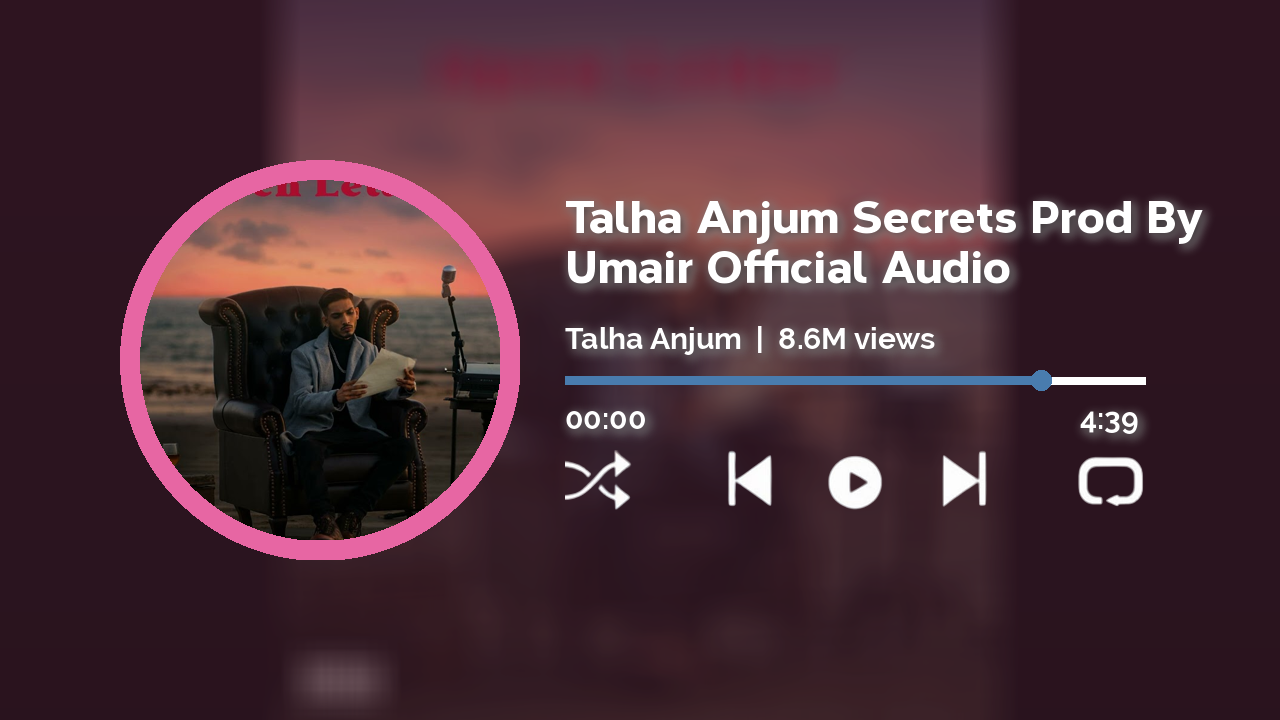 Talha Anjum Secrets Prod By
Umair Official Audio
Talha Anjum | 8.6M views
00:00
4:39